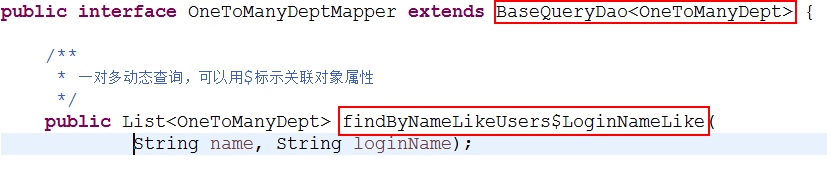 public interface OneToManyDeptMapper extends BaseQueryDao<OneToManyDept> {
/**
* 一对多动态查询，可以用$标示关联对象属性
*/
public List<OneToManyDept> findByNameLikeUsers$LoginNameLike(
String name, String loginName);